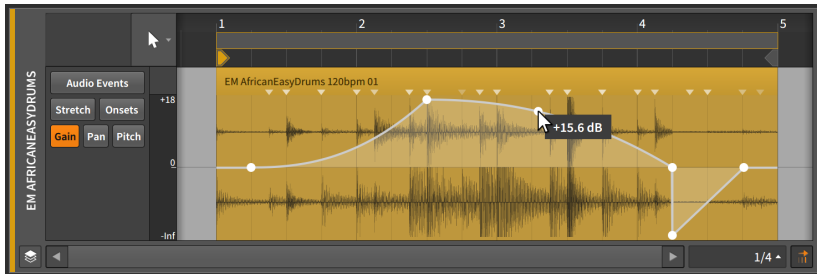 1 2 3 4 5
EM AFRICANEASYDRUMS
EM AfricanEasyDrums 120bpm 01
Audio Events
Stretch Onsets
Gain Pan Pitch
+18
0
-Inf
+15.6 dB
1/4